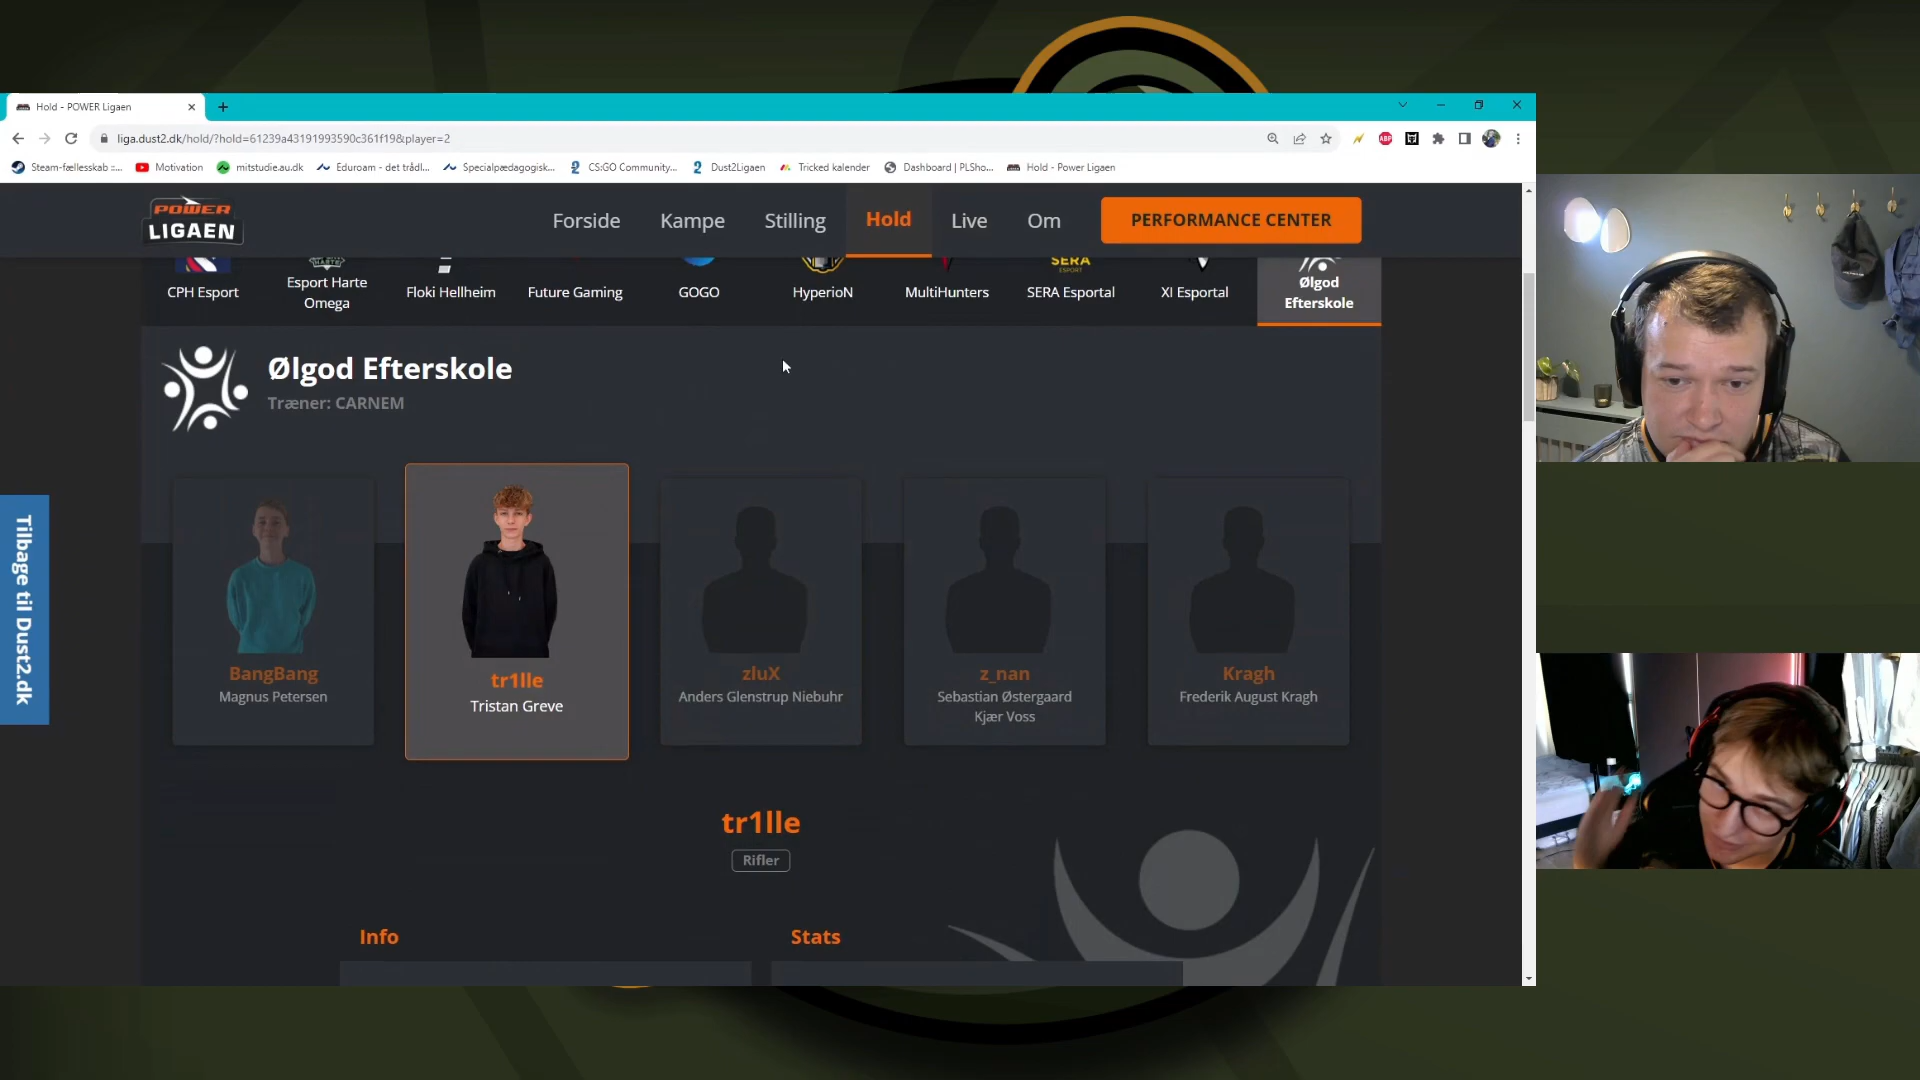 Hold - POWER Ligaen
liga.dust2.dk/hold/?hold=61239a43191993590c361f19&player=2
Steam-fællesskab ::...
Motivation
mitstudie.au.dk
Eduroam - det trådl...
Specialpædagogisk...
CS:GO Community...
Dust2Ligaen
Tricked kalender
Dashboard | PLSho...
Hold - Power Ligaen
POWER
LIGAEN
Forside
Kampe
Stilling
Hold
Live
Om
PERFORMANCE CENTER
CPH Esport
Esport Harte
Omega
Floki Hellheim
Future Gaming
GOGO
HyperioN
MultiHunters
SERA
ESPORT
SERA Esportal
XI Esportal
Ølgod
Efterskole
Ølgod Efterskole
Træner: CARNEM
BangBang
Magnus Petersen
tr1lle
Tristan Greve
zluX
Anders Glenstrup Niebuhr
z_nan
Sebastian Østergaard
Kjær Voss
Kragh
Frederik August Kragh
Tilbage til Dust2.dk
tr1lle
Rifler
Info
Stats